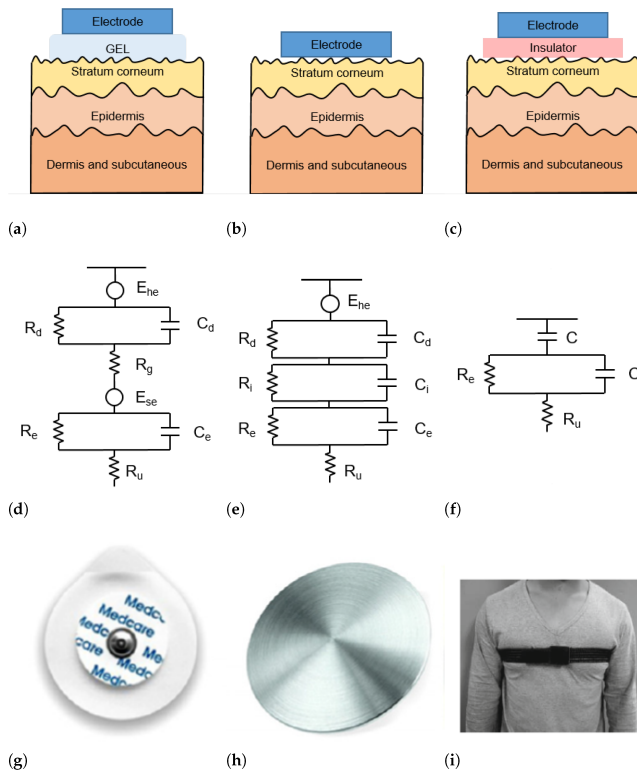 Electrode
GEL
Stratum corneum
Epidermis
Dermis and subcutaneous
Electrode
Stratum corneum
Epidermis
Dermis and subcutaneous
Electrode
Insulator
Stratum corneum
Epidermis
Dermis and subcutaneous
(a)
(b)
(c)
E_he
R_d
C_d
R_g
E_se
R_e
C_e
R_u
E_he
R_d
C_d
R_i
C_i
R_e
C_e
R_u
C
R_e
C
R_u
(d)
(e)
(f)
Medcare
Medcare
Medcare
Medcare
Medcare
(g)
(h)
(i)